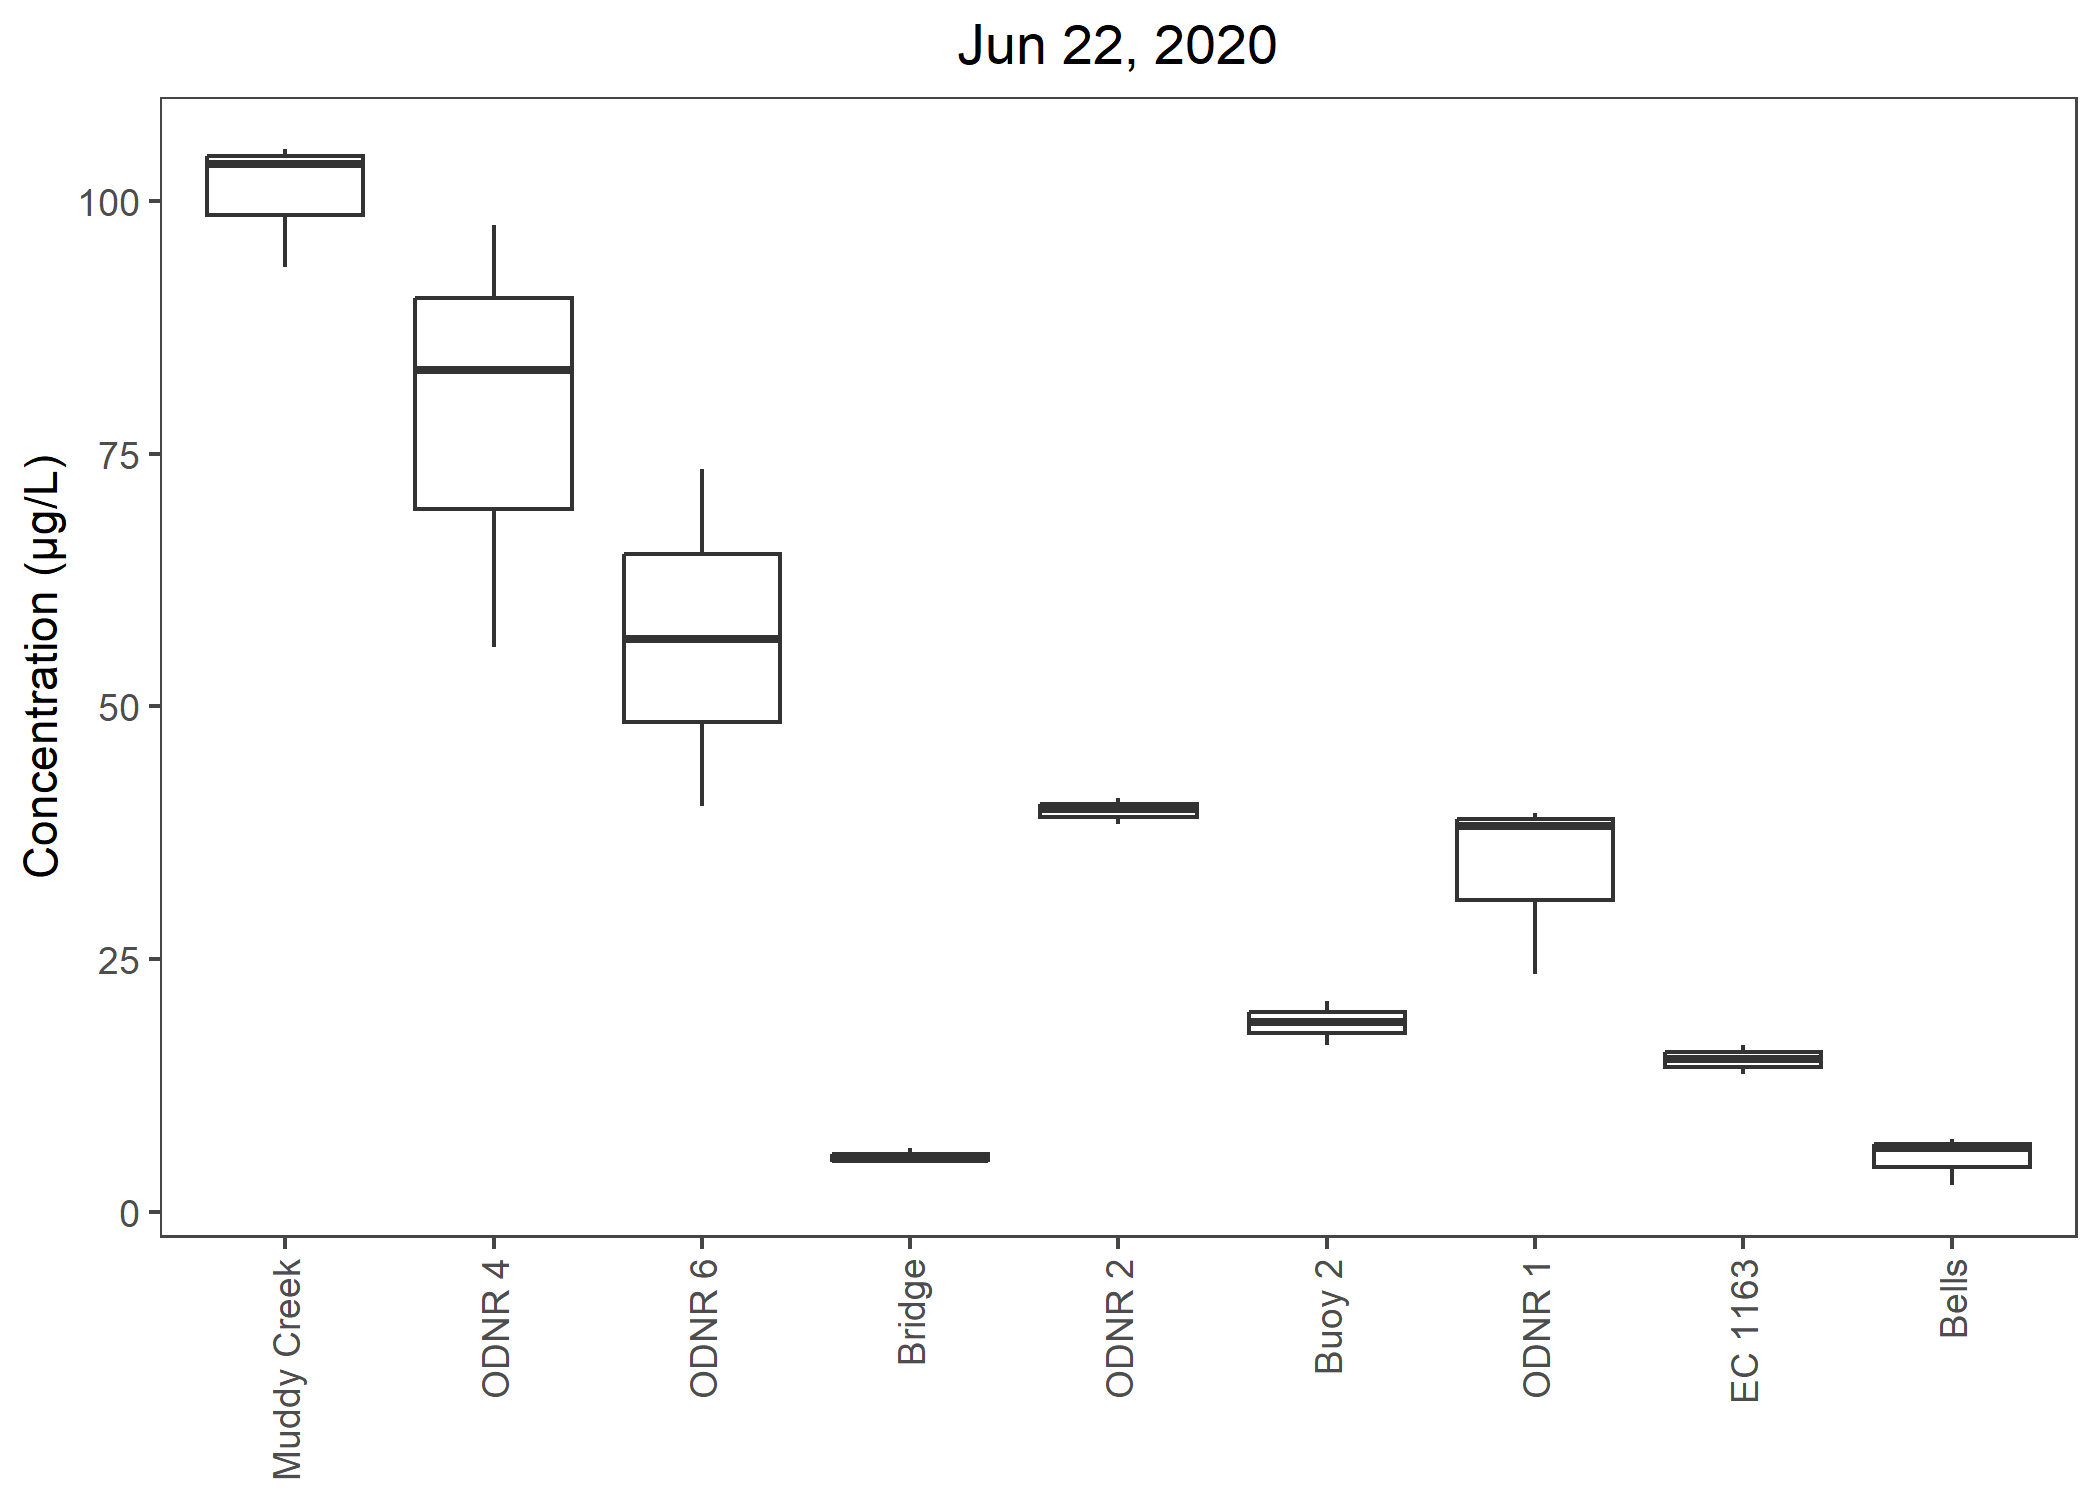 Jun 22, 2020
Concentration (µg/L)
100
75
50
25
0
Muddy Creek
ODNR 4
ODNR 6
Bridge
ODNR 2
Buoy 2
ODNR 1
EC 1163
Bells